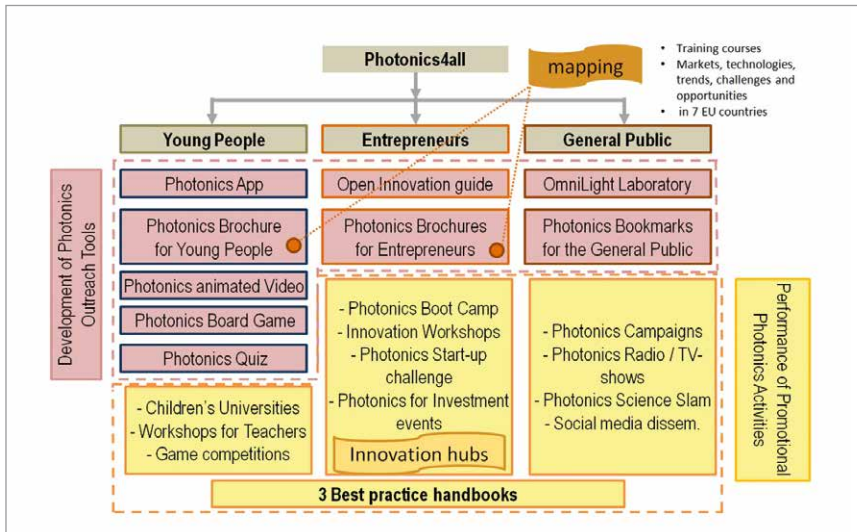 Photonics4all
mapping
• Training courses
• Markets, technologies,
trends, challenges and
opportunities
• in 7 EU countries
Young People
Entrepreneurs
General Public
Development of Photonics
Outreach Tools
Photonics App
Photonics Brochure
for Young People
Photonics animated Video
Photonics Board Game
Photonics Quiz
Open Innovation guide
Photonics Brochures
for Entrepreneurs
OmniLight Laboratory
Photonics Bookmarks
for the General Public
- Children's Universities
- Workshops for Teachers
- Game competitions
- Photonics Boot Camp
- Innovation Workshops
- Photonics Start-up
challenge
- Photonics for Investment
events
Innovation hubs
- Photonics Campaigns
- Photonics Radio / TV-
shows
- Photonics Science Slam
- Social media dissem.
Performance of Promotional
Photonics Activities
3 Best practice handbooks